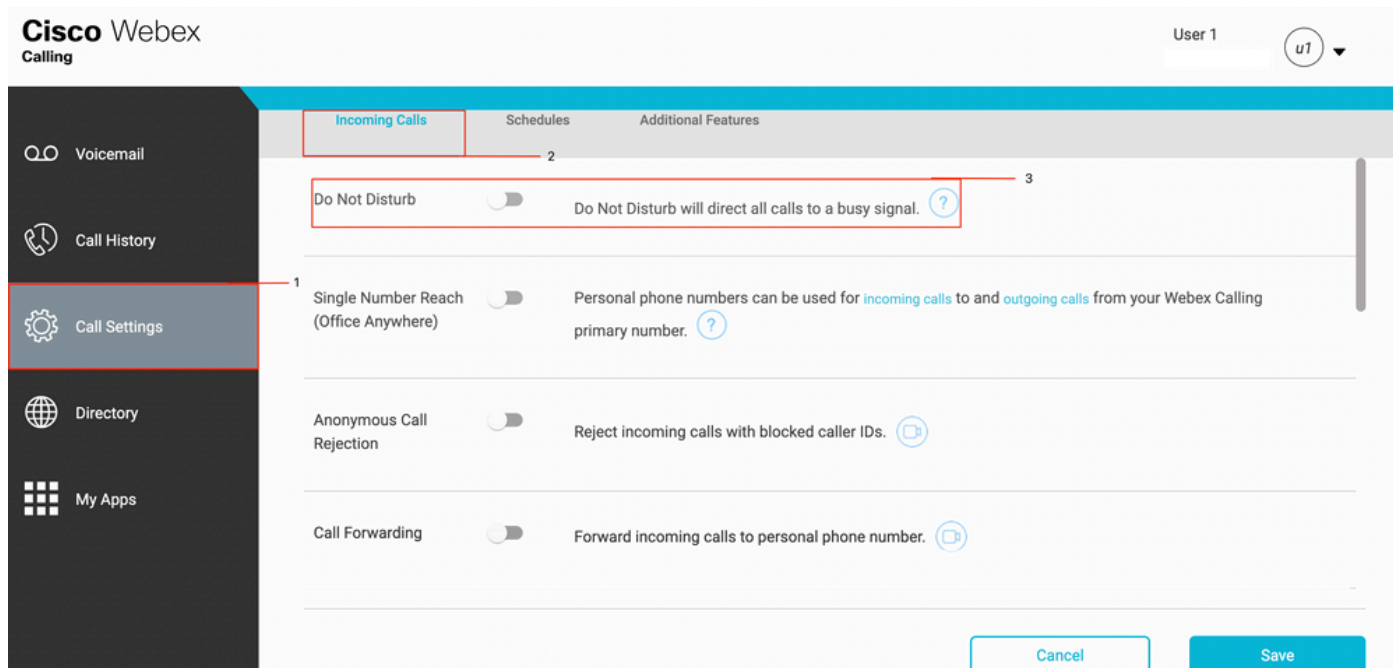 Cisco Webex
Calling
User 1
u1
Voicemail
Call History
Call Settings
Directory
My Apps
Incoming Calls
Schedules
Additional Features
1
2
3
Do Not Disturb
Do Not Disturb will direct all calls to a busy signal. ?
Single Number Reach
(Office Anywhere)
Personal phone numbers can be used for incoming calls to and outgoing calls from your Webex Calling
primary number. ?
Anonymous Call
Rejection
Reject incoming calls with blocked caller IDs.
Call Forwarding
Forward incoming calls to personal phone number.
Cancel
Save